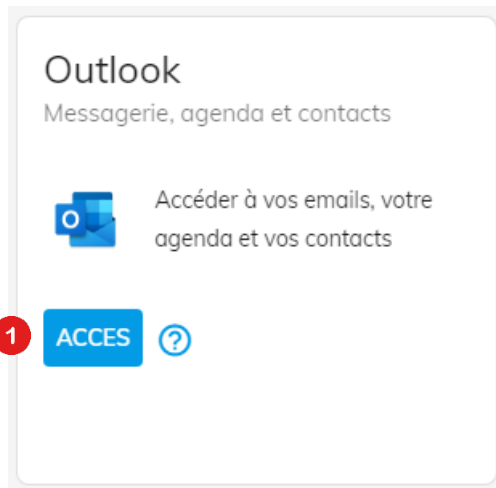 Outlook
Messagerie, agenda et contacts
O
Accéder à vos emails, votre
agenda et vos contacts
1
ACCES
?